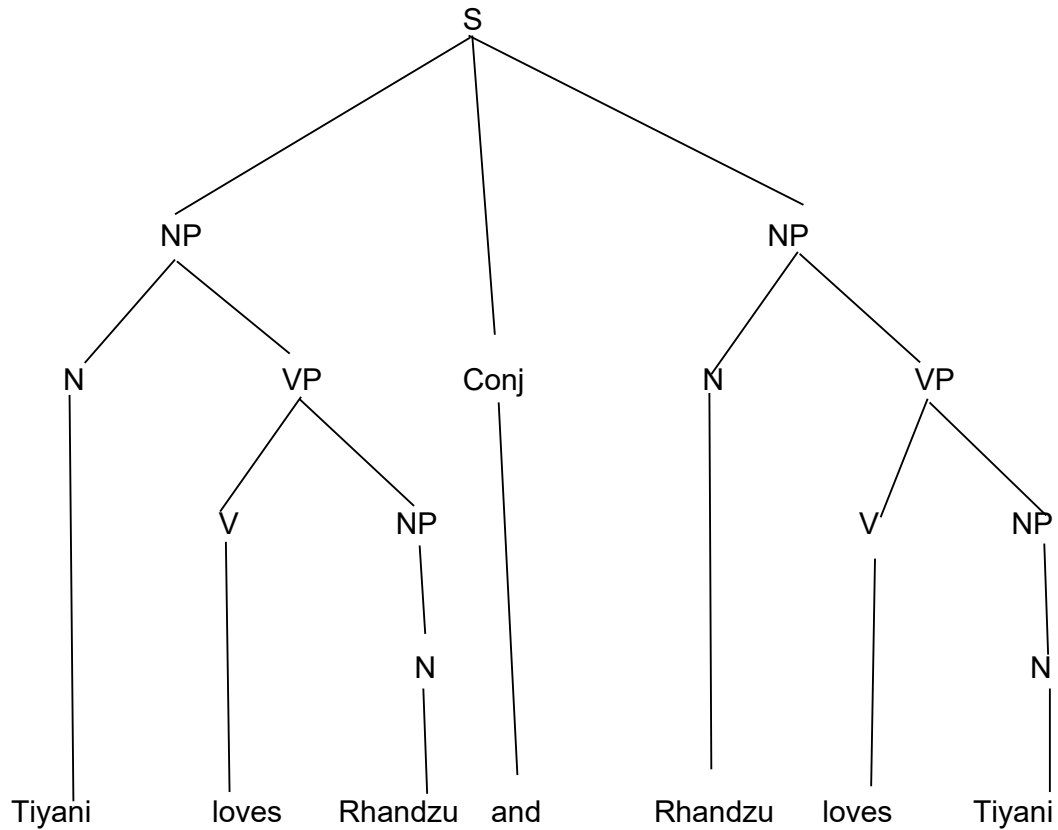 S
NP NP
N VP Conj N VP
V NP V NP
N N
Tiyani loves Rhandzu and Rhandzu loves Tiyani